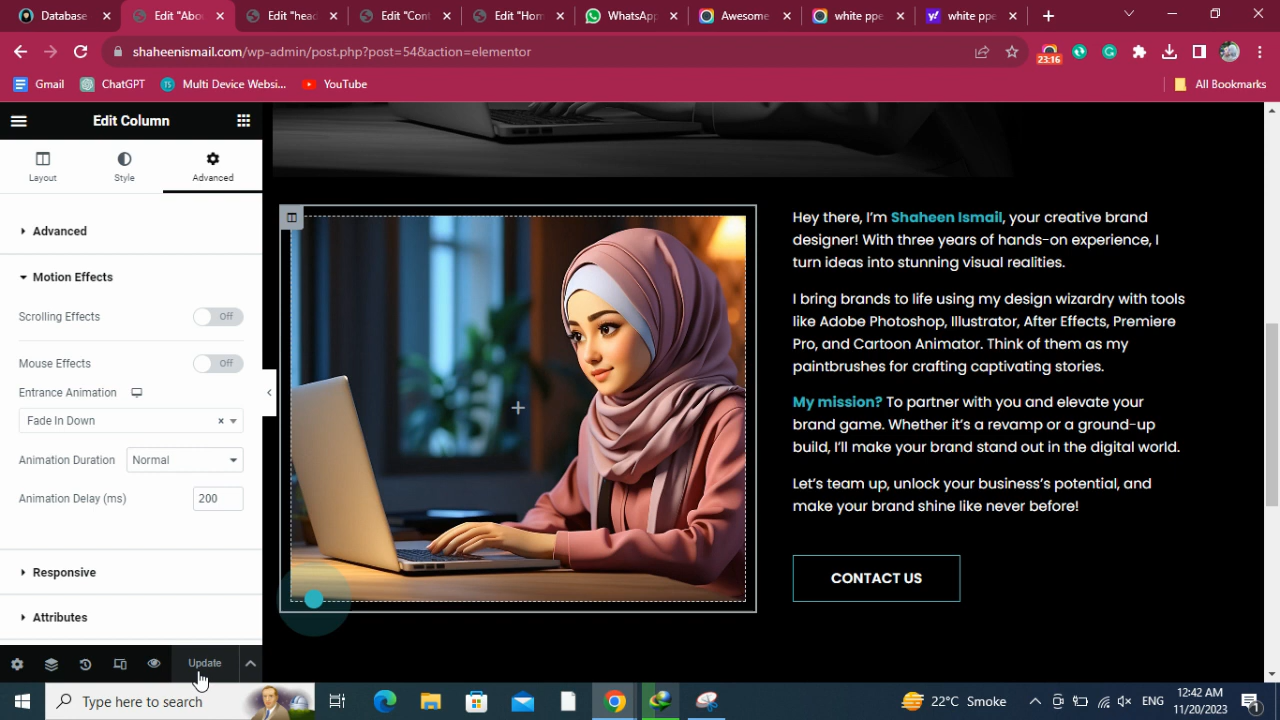 Database
Edit "Abou
Edit "head
Edit "Cont
Edit "Hom
WhatsApp
Awesome
white ppe
white ppe
shaheenismail.com/wp-admin/post.php?post=54&action=elementor
23:16
Gmail
ChatGPT
Multi Device Websi...
YouTube
All Bookmarks
Edit Column
Layout
Style
Advanced
Advanced
Motion Effects
Scrolling Effects
Off
Mouse Effects
Off
Entrance Animation
Fade In Down
Animation Duration
Normal
Animation Delay (ms)
200
Responsive
Attributes
Update
Hey there, I'm Shaheen Ismail, your creative brand
designer! With three years of hands-on experience, I
turn ideas into stunning visual realities.
I bring brands to life using my design wizardry with tools
like Adobe Photoshop, Illustrator, After Effects, Premiere
Pro, and Cartoon Animator. Think of them as my
paintbrushes for crafting captivating stories.
My mission? To partner with you and elevate your
brand game. Whether it's a revamp or a ground-up
build, I'll make your brand stand out in the digital world.
Let's team up, unlock your business's potential, and
make your brand shine like never before!
CONTACT US
Type here to search
22°C Smoke
ENG
12:42 AM
11/20/2023
1